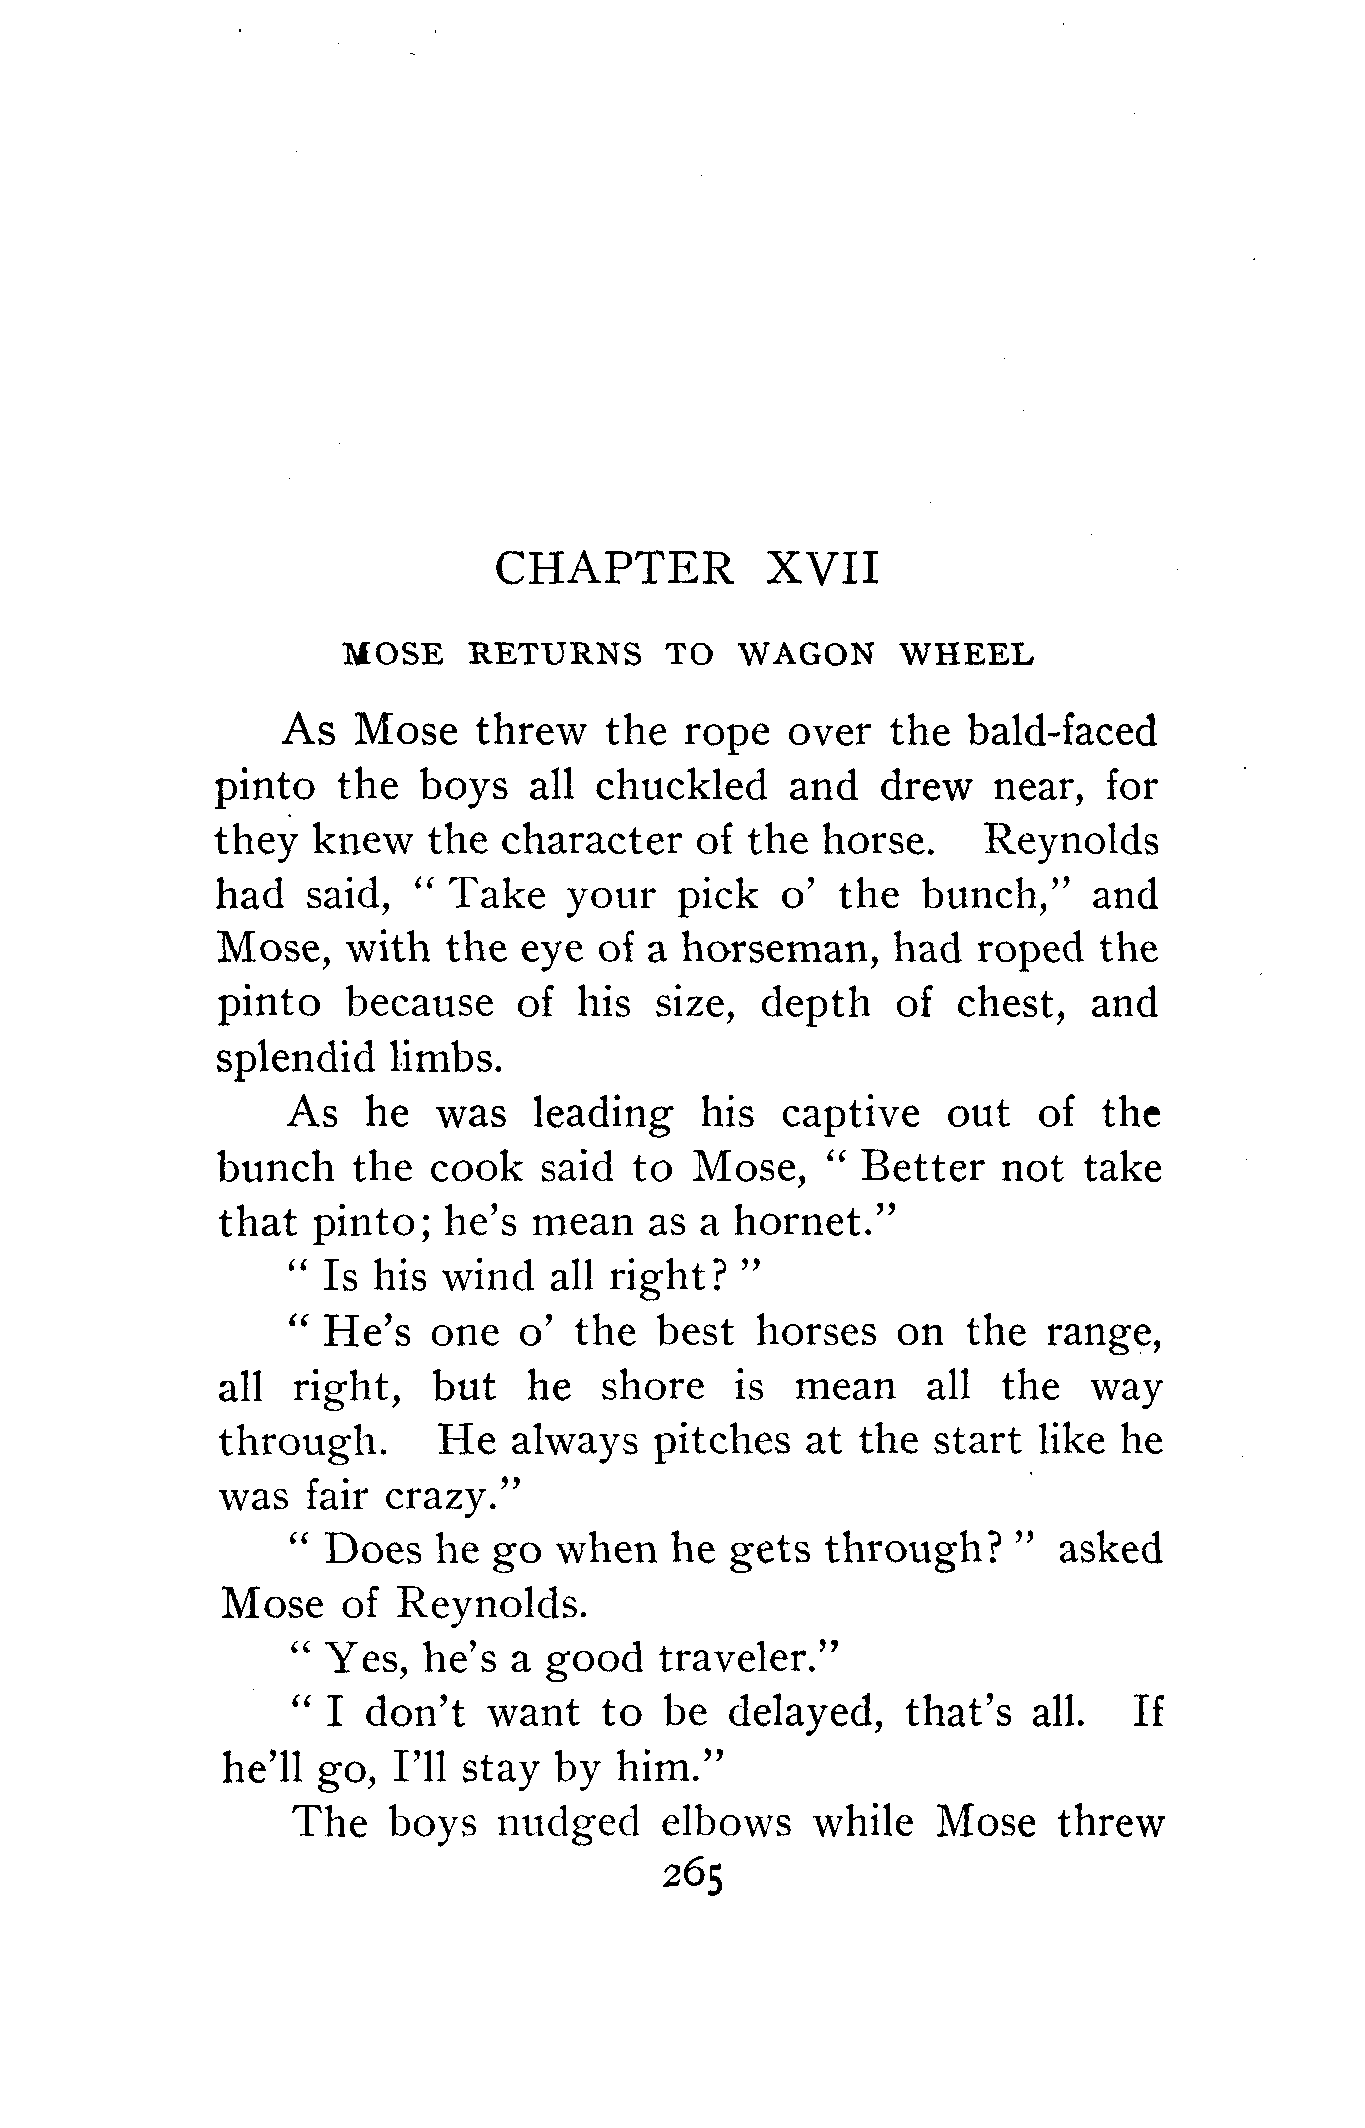 CHAPTER XVII
MOSE RETURNS TO WAGON WHEEL
As Mose threw the rope over the bald-faced
pinto the boys all chuckled and drew near, for
they knew the character of the horse. Reynolds
had said, “ Take your pick o’ the bunch,” and
Mose, with the eye of a horseman, had roped the
pinto because of his size, depth of chest, and
splendid limbs.
As he was leading his captive out of the
bunch the cook said to Mose, “ Better not take
that pinto; he’s mean as a hornet.”
“ Is his wind all right? ”
“ He’s one o’ the best horses on the range,
all right, but he shore is mean all the way
through. He always pitches at the start like he
was fair crazy.”
“ Does he go when he gets through? ” asked
Mose of Reynolds.
“ Yes, he’s a good traveler.”
“ I don’t want to be delayed, that’s all. If
he’ll go, I’ll stay by him.”
The boys nudged elbows while Mose threw
265